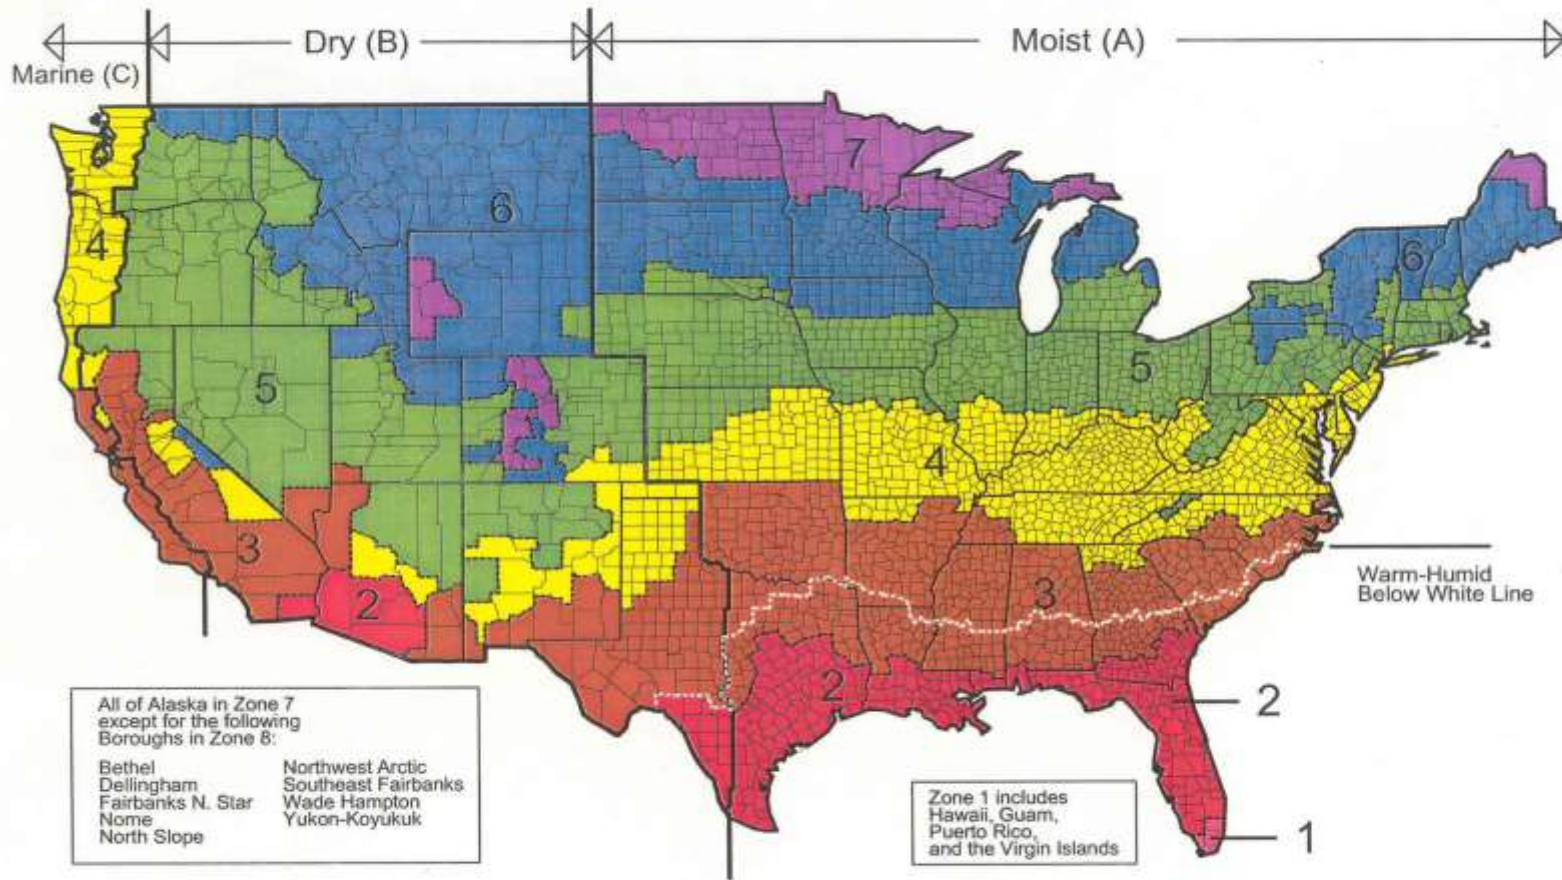 Dry (B)
Moist (A)
Marine (C)
7
6
4
6
5
5
4
3
3
2
2
Warm-Humid
Below White Line
2
1
All of Alaska in Zone 7
except for the following
Boroughs in Zone 8:
Bethel
Dellingham
Fairbanks N. Star
Nome
North Slope
Northwest Arctic
Southeast Fairbanks
Wade Hampton
Yukon-Koyukuk
Zone 1 includes
Hawaii, Guam,
Puerto Rico,
and the Virgin Islands